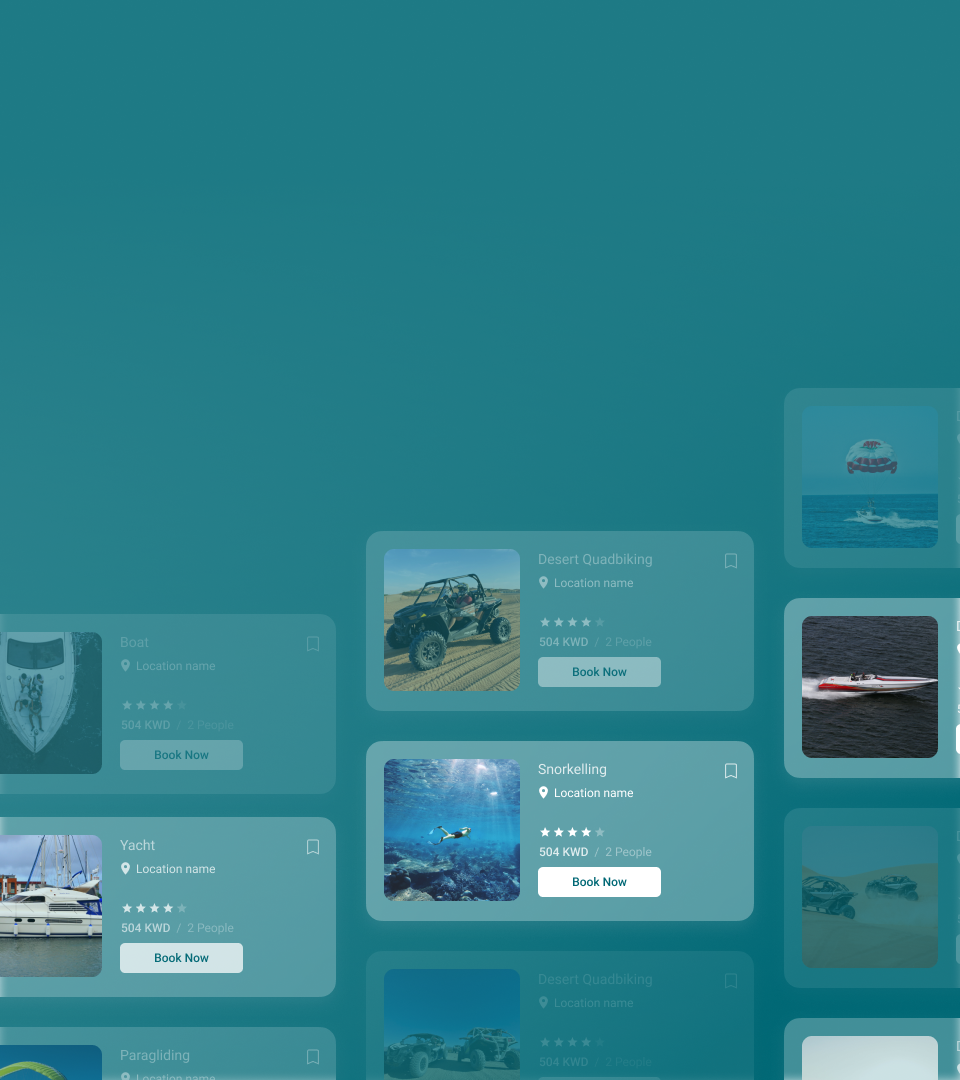 Boat
Location name
504 KWD / 2 People
Book Now
Yacht
Location name
504 KWD / 2 People
Book Now
Paragliding
Location name
Desert Quadbiking
Location name
504 KWD / 2 People
Book Now
Snorkelling
Location name
504 KWD / 2 People
Book Now
Desert Quadbiking
Location name
504 KWD / 2 People